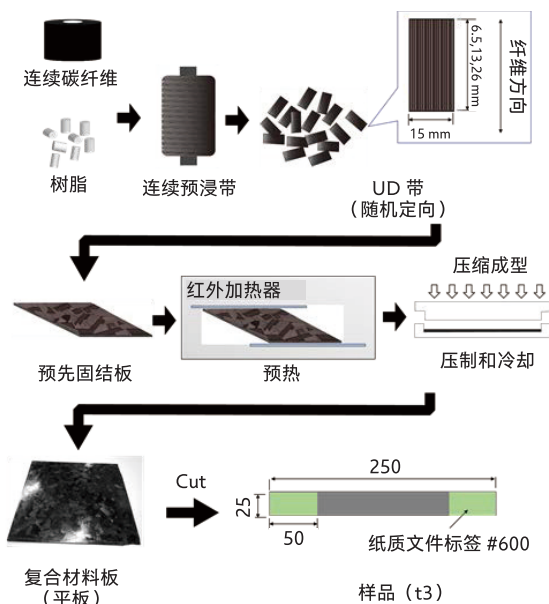 连续碳纤维
树脂
连续预浸带
6.5,13,26 mm
纤维方向
15 mm
UD 带
（随机定向）
红外加热器
压缩成型
预先固结板
预热
压制和冷却
Cut
250
25
50
纸质文件标签 #600
复合材料板
（平板）
样品（t3）